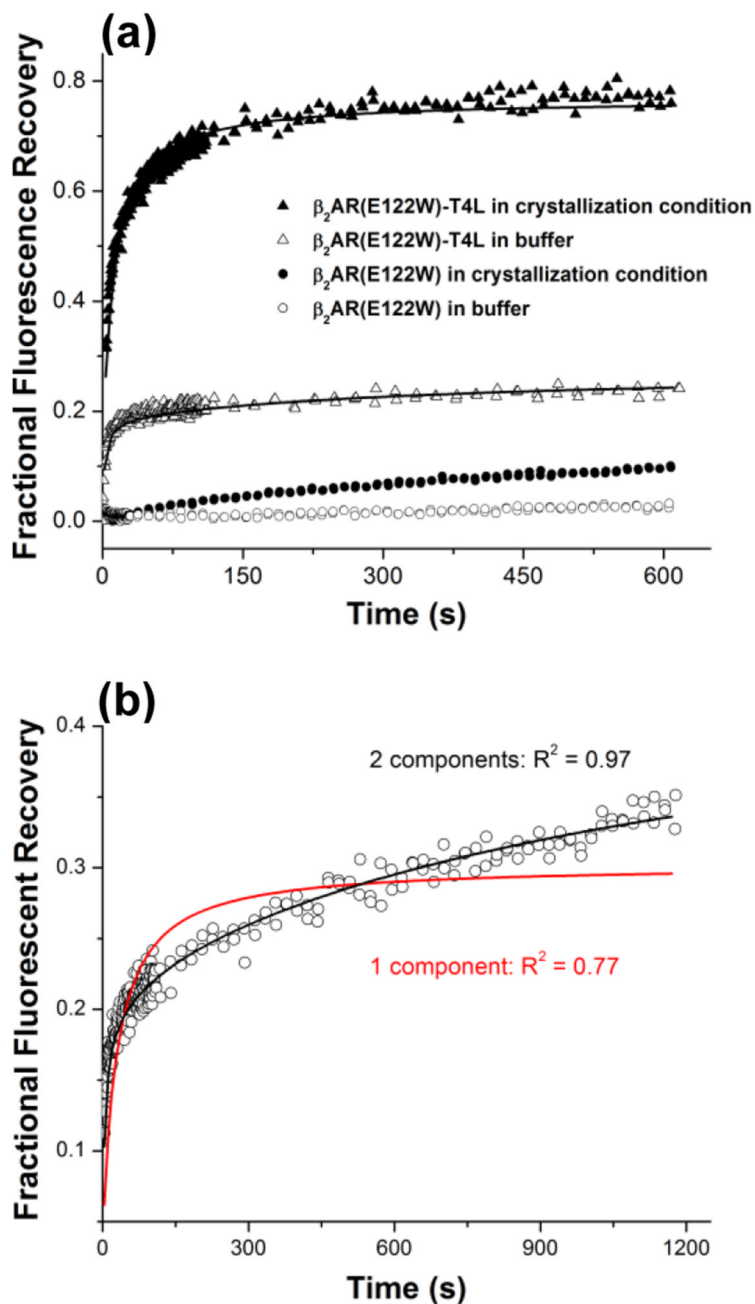 (a)
Fractional Fluorescence Recovery
0.8
0.6
0.4
0.2
0.0
▲ β₂AR(E122W)-T4L in crystallization condition
△ β₂AR(E122W)-T4L in buffer
● β₂AR(E122W) in crystallization condition
○ β₂AR(E122W) in buffer
0 150 300 450 600
Time (s)
(b)
Fractional Fluorescent Recovery
0.4
0.3
0.2
0.1
2 components: R² = 0.97
1 component: R² = 0.77
0 300 600 900 1200
Time (s)